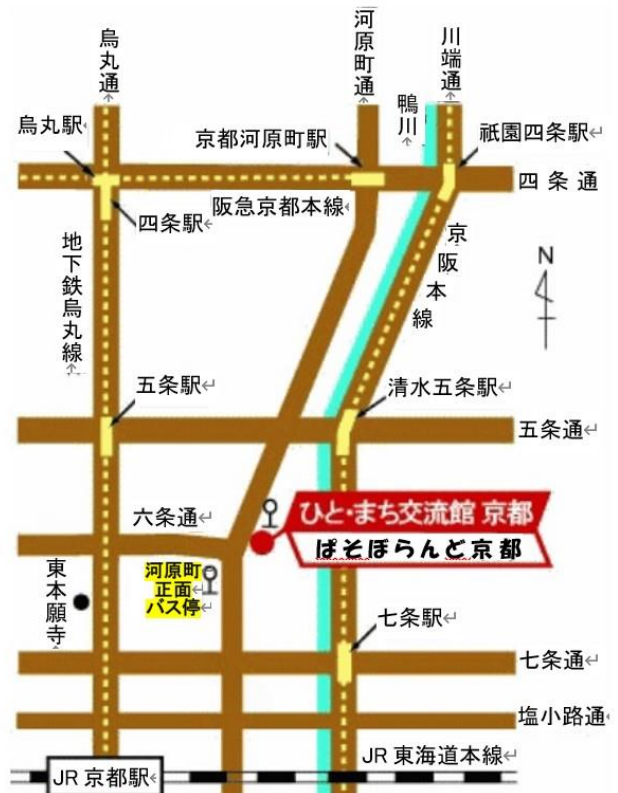 烏丸通
河原町通
川端通
鴨川
烏丸駅
京都河原町駅
祇園四条駅
四条通
四条駅
阪急京都本線
地下鉄烏丸線
京阪本線
N
五条駅
清水五条駅
五条通
六条通
ひと・まち交流館 京都
ぱそぼらんど京都
河原町
正面
バス停
東本願寺
七条駅
七条通
塩小路通
JR 東海道本線
JR 京都駅